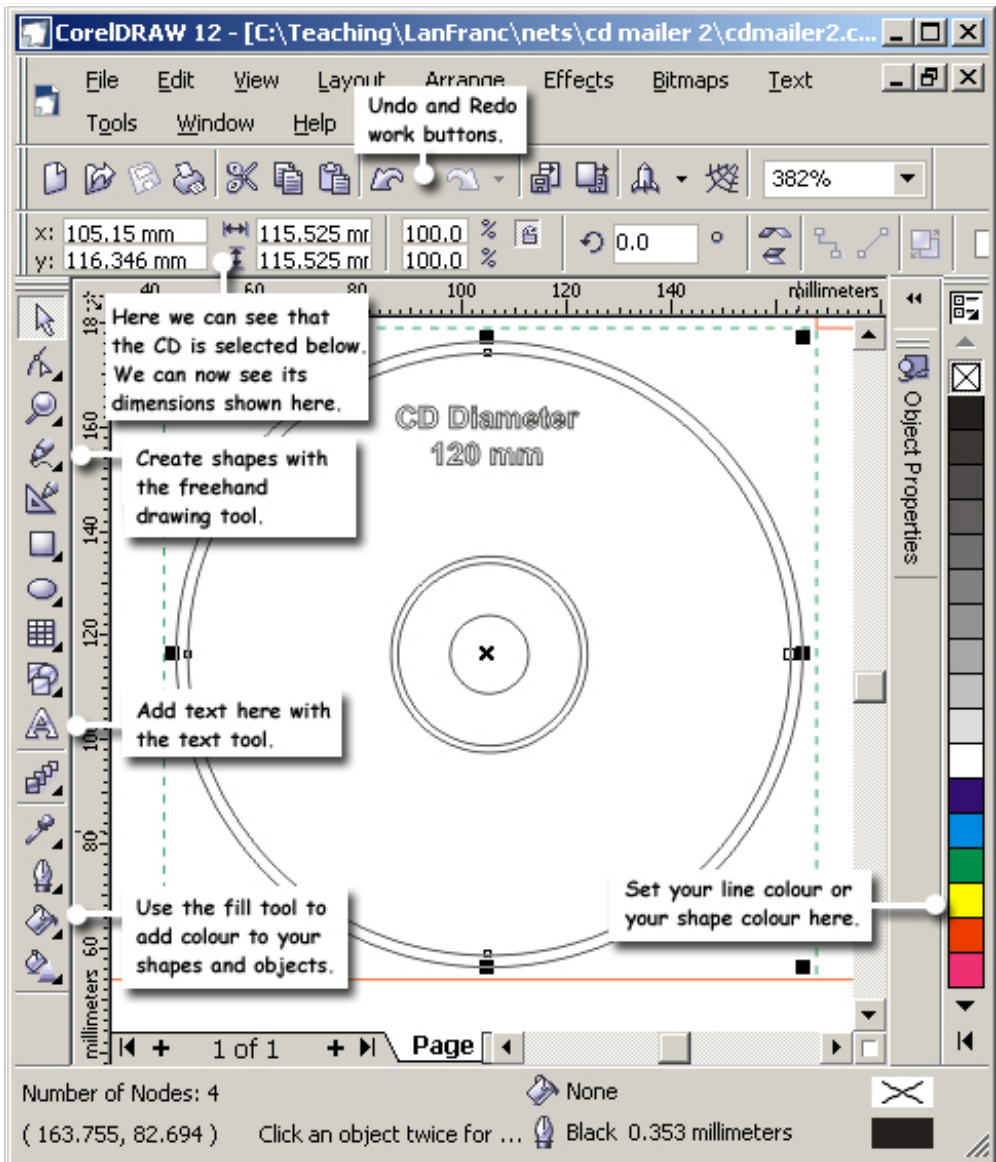 CorelDRAW 12 - [C:\Teaching\LanFranc\nets\cd mailer 2\cdmailer2.c...
File Edit View Layout Arrange Effects Bitmaps Text
Tools Window Help
Undo and Redo
work buttons.
382%
x: 105.15 mm 115.525 mr 100.0 % 0.0 °
y: 116.346 mm 115.525 mr 100.0 %
40 60 80 100 120 140 millimeters
Here we can see that
the CD is selected below.
We can now see its
dimensions shown here.
CD Diameter
120 mm
Create shapes with
the freehand
drawing tool.
Object Properties
Add text here with
the text tool.
Use the fill tool to
add colour to your
shapes and objects.
Set your line colour or
your shape colour here.
160
140
120
100
80
60
millimeters
1 of 1 Page
Number of Nodes: 4 None
( 163.755, 82.694 ) Click an object twice for ... Black 0.353 millimeters